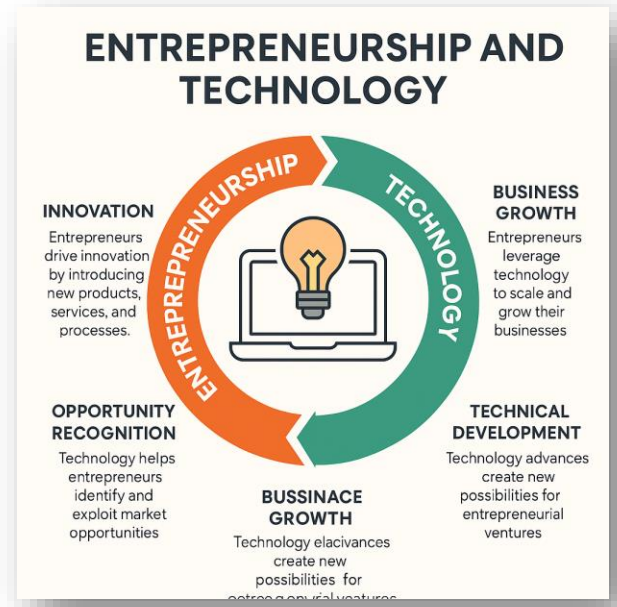 ENTREPRENEURSHIP AND
TECHNOLOGY
ENTREPREPRENEURSHIP
TECHNOLOGY
INNOVATION
Entrepreneurs
drive innovation
by introducing
new products,
services, and
processes.
BUSINESS
GROWTH
Entrepreneurs
leverage
technology
to scale and
grow their
businesses
OPPORTUNITY
RECOGNITION
Technology helps
entrepreneurs
identify and
exploit market
opportunities
BUSSINACE
GROWTH
Technology elacivances
create new
possibilities for
TECHNICAL
DEVELOPMENT
Technology advances
create new
possibilities for
entrepreneurial
ventures